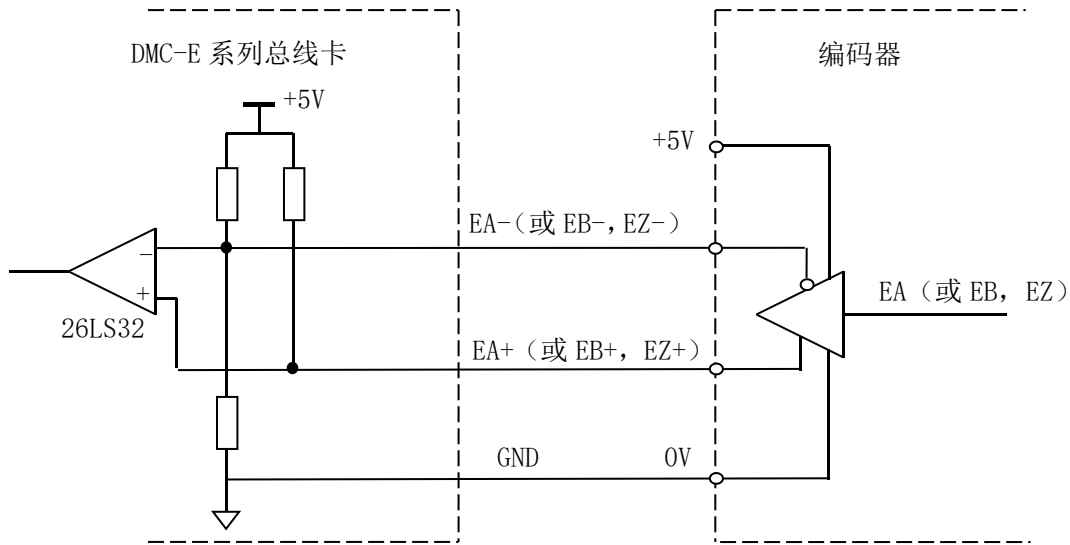 DMC-E 系列总线卡
编码器
+5V
+5V
EA-(或 EB-,EZ-)
-
+
EA（或 EB，EZ）
26LS32
EA+（或 EB+，EZ+）
GND
0V